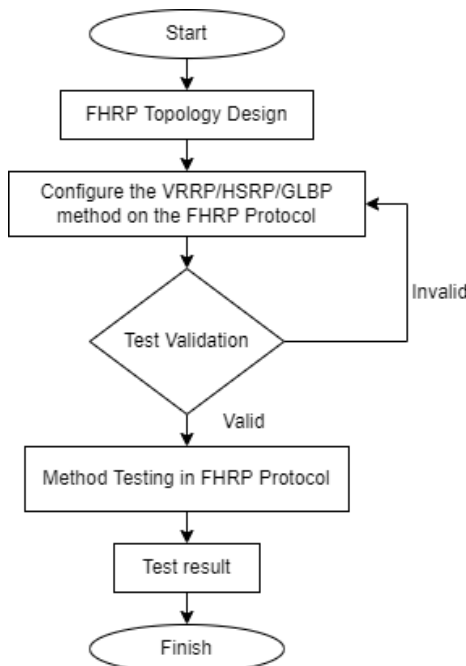 Start
FHRP Topology Design
Configure the VRRP/HSRP/GLBP
method on the FHRP Protocol
Invalid
Test Validation
Valid
Method Testing in FHRP Protocol
Test result
Finish